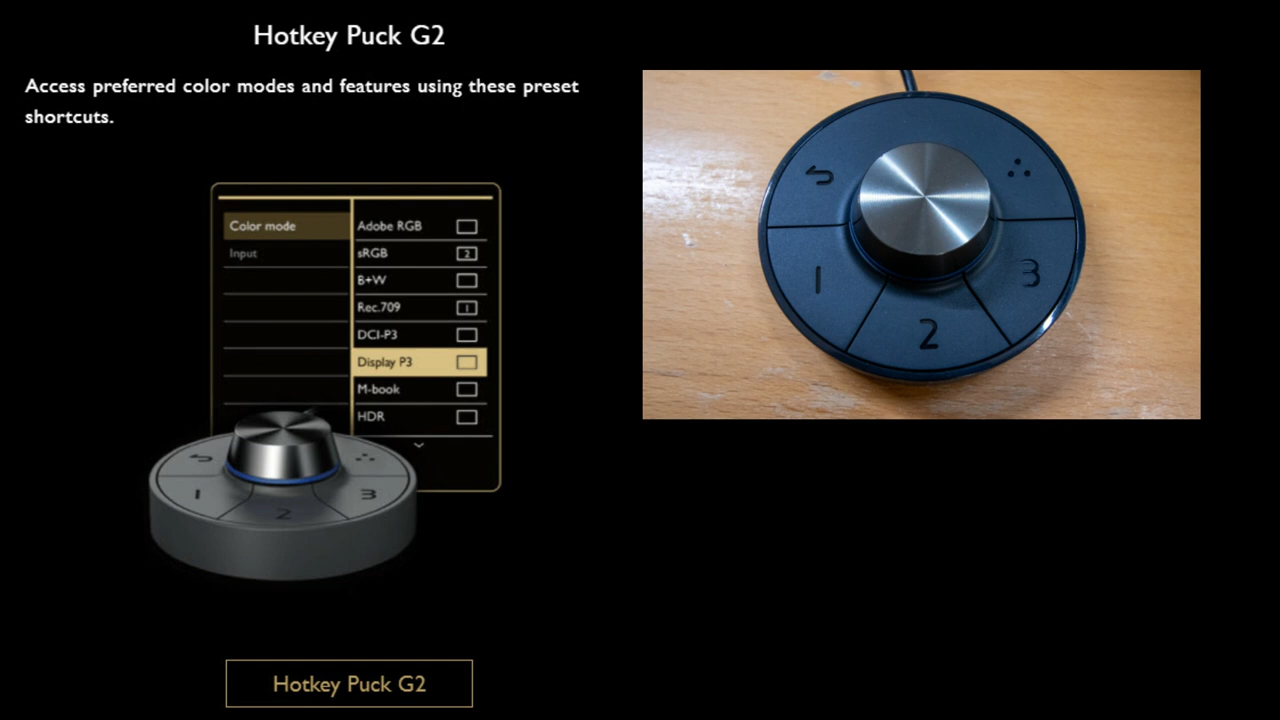 Hotkey Puck G2
Access preferred color modes and features using these preset
shortcuts.
Color mode
Input
Adobe RGB
sRGB 2
B+W
Rec.709 1
DCI-P3
Display P3
M-book
HDR
1
2
3
Hotkey Puck G2
1
2
3